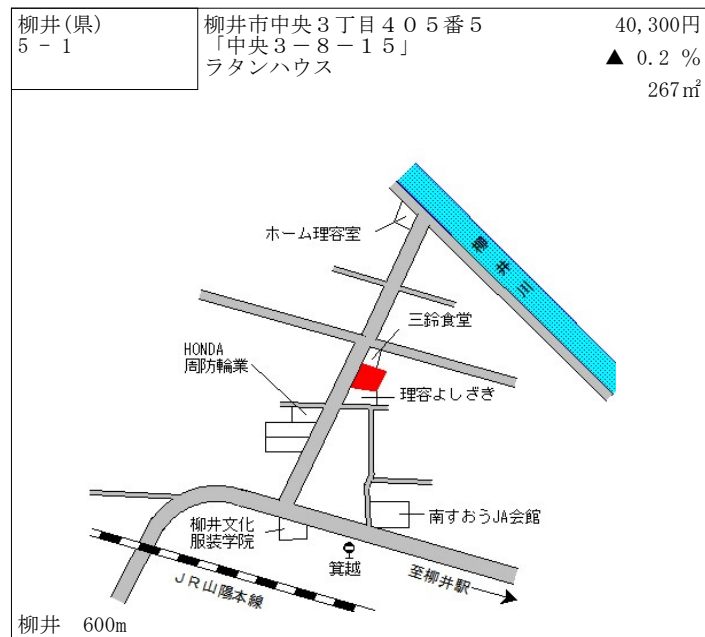 柳井(県)
5 - 1
柳井市中央3丁目405番5
「中央3-8-15」
ラタンハウス
40,300円
▲ 0.2 %
267㎡
ホーム理容室
柳井川
三鈴食堂
HONDA
周防輪業
理容よしざき
柳井文化
服装学院
南すおうJA会館
箕越
至柳井駅
JR山陽本線
柳井 600m